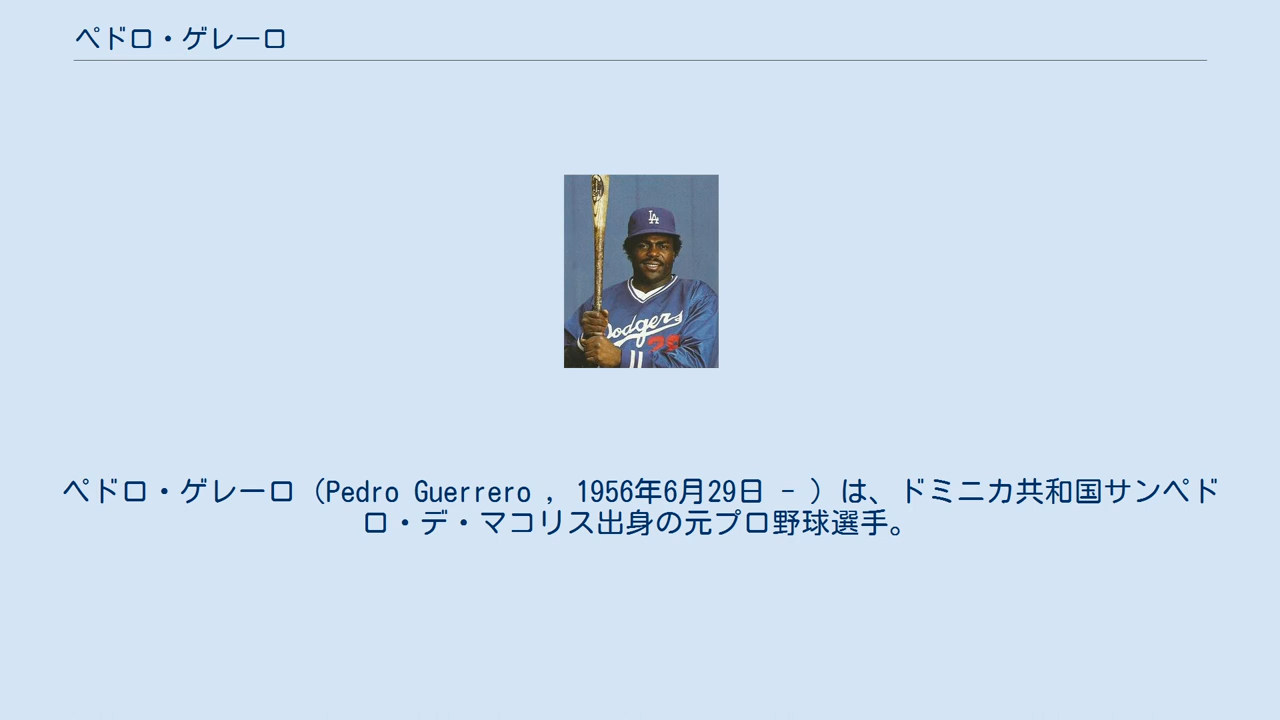 ペドロ・ゲレーロ
LA
Dodgers
ペドロ・ゲレーロ（Pedro Guerrero , 1956年6月29日 - ）は、ドミニカ共和国サンペド
ロ・デ・マコリス出身の元プロ野球選手。